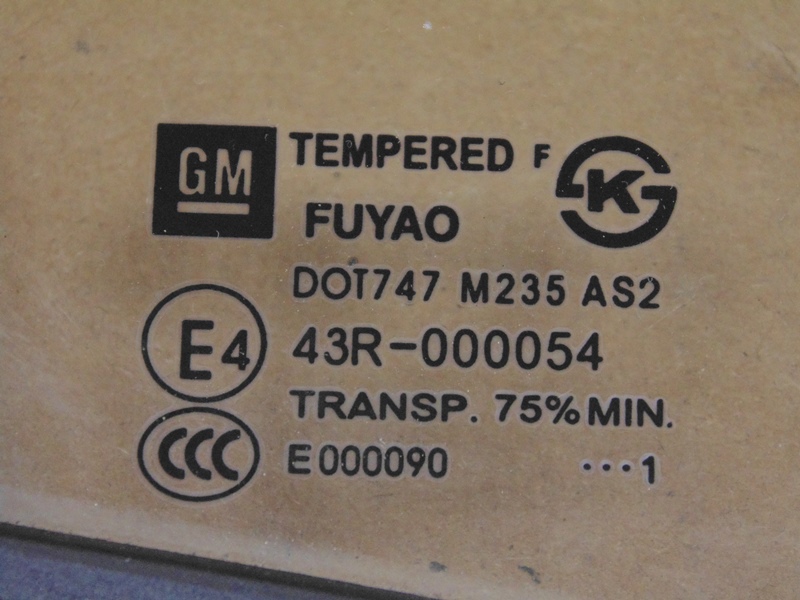 GM TEMPERED F K
FUYAO
DOT747 M235 AS2
E4 43R-000054
TRANSP. 75% MIN.
CCC E000090 ...1